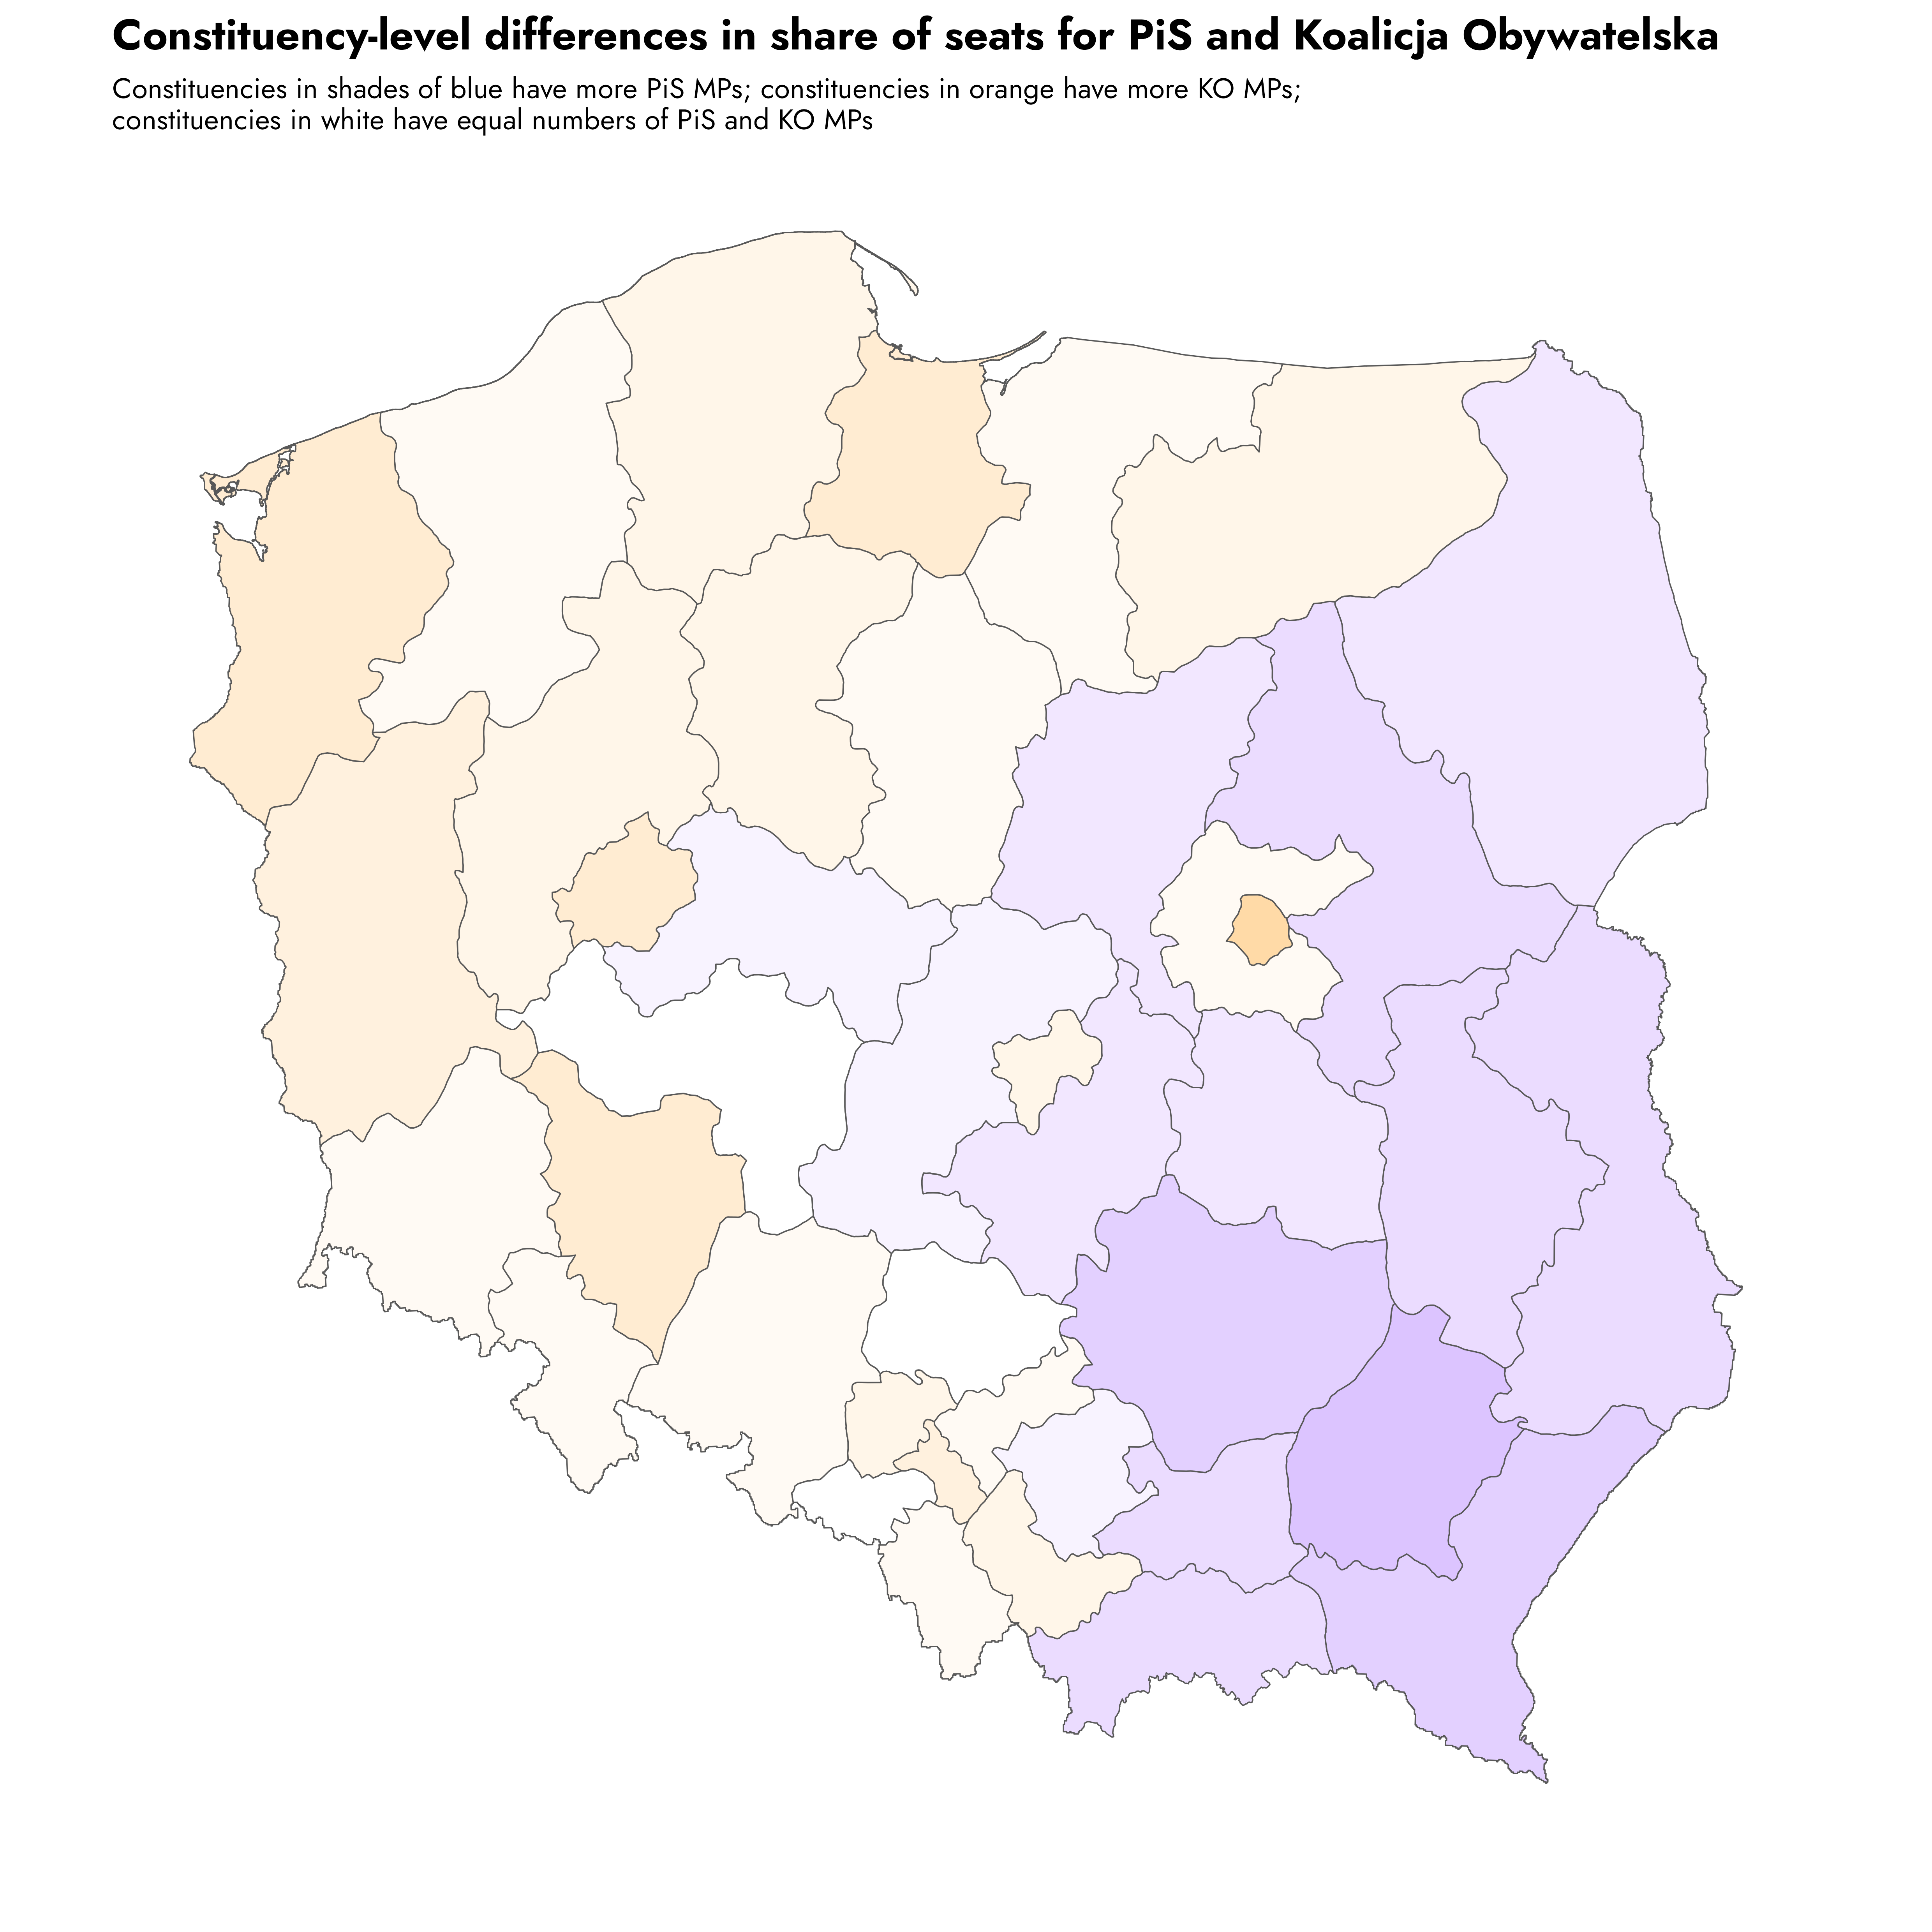 Constituency-level differences in share of seats for PiS and Koalicja Obywatelska
Constituencies in shades of blue have more PiS MPs; constituencies in orange have more KO MPs;
constituencies in white have equal numbers of PiS and KO MPs